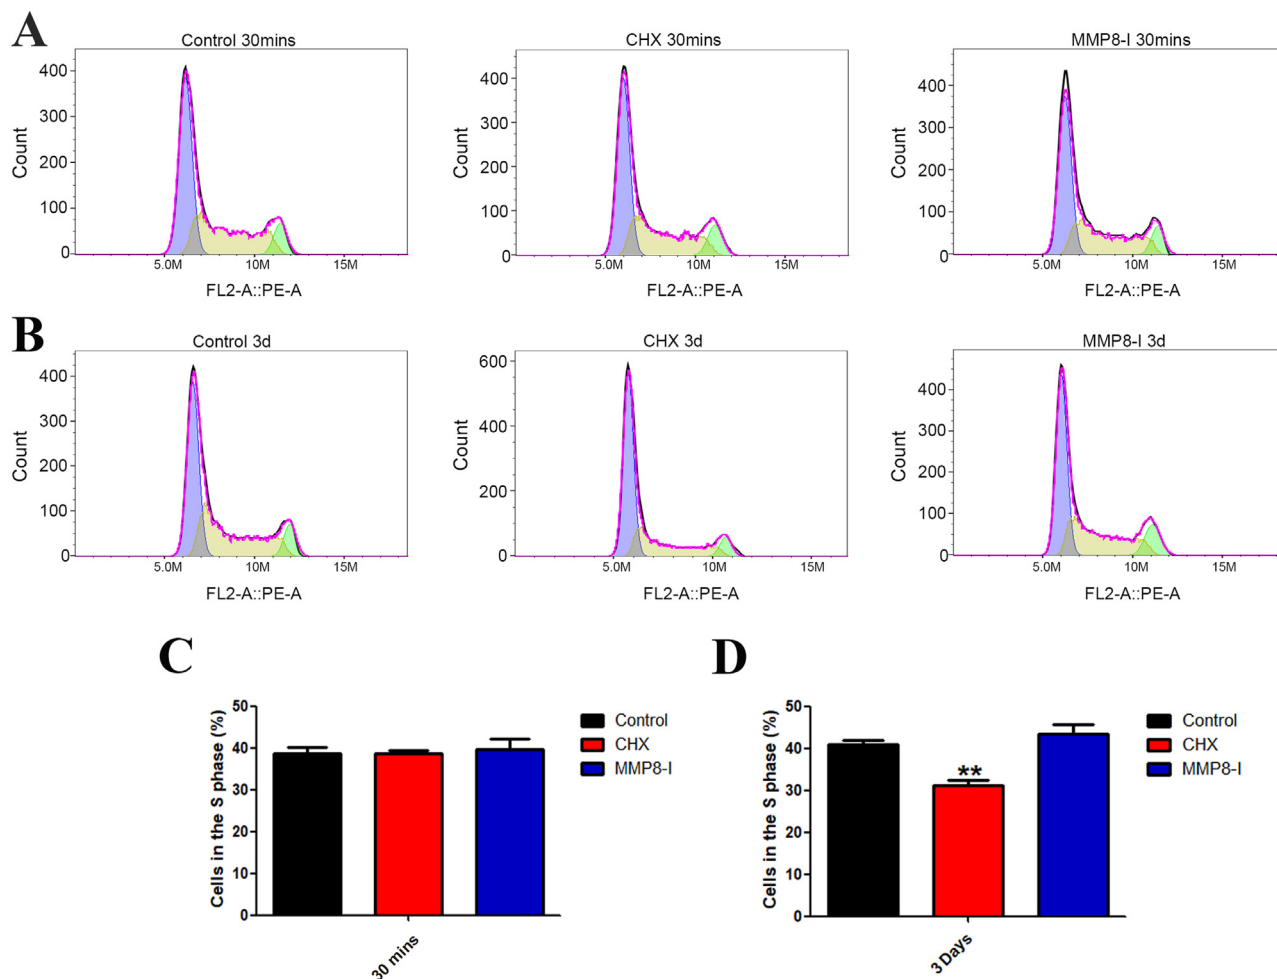 A
Control 30mins
CHX 30mins
MMP8-I 30mins
400
300
200
100
0
Count
5.0M 10M 15M
FL2-A::PE-A
400
300
200
100
0
Count
5.0M 10M 15M
FL2-A::PE-A
400
300
200
100
0
Count
5.0M 10M 15M
FL2-A::PE-A
B
Control 3d
CHX 3d
MMP8-I 3d
400
300
200
100
0
Count
5.0M 10M 15M
FL2-A::PE-A
600
400
200
0
Count
5.0M 10M 15M
FL2-A::PE-A
400
300
200
100
0
Count
5.0M 10M 15M
FL2-A::PE-A
C
Cells in the S phase (%)
50
40
30
20
10
0
30 mins
Control
CHX
MMP8-I
D
Cells in the S phase (%)
50
40
30
20
10
0
**
3 Days
Control
CHX
MMP8-I